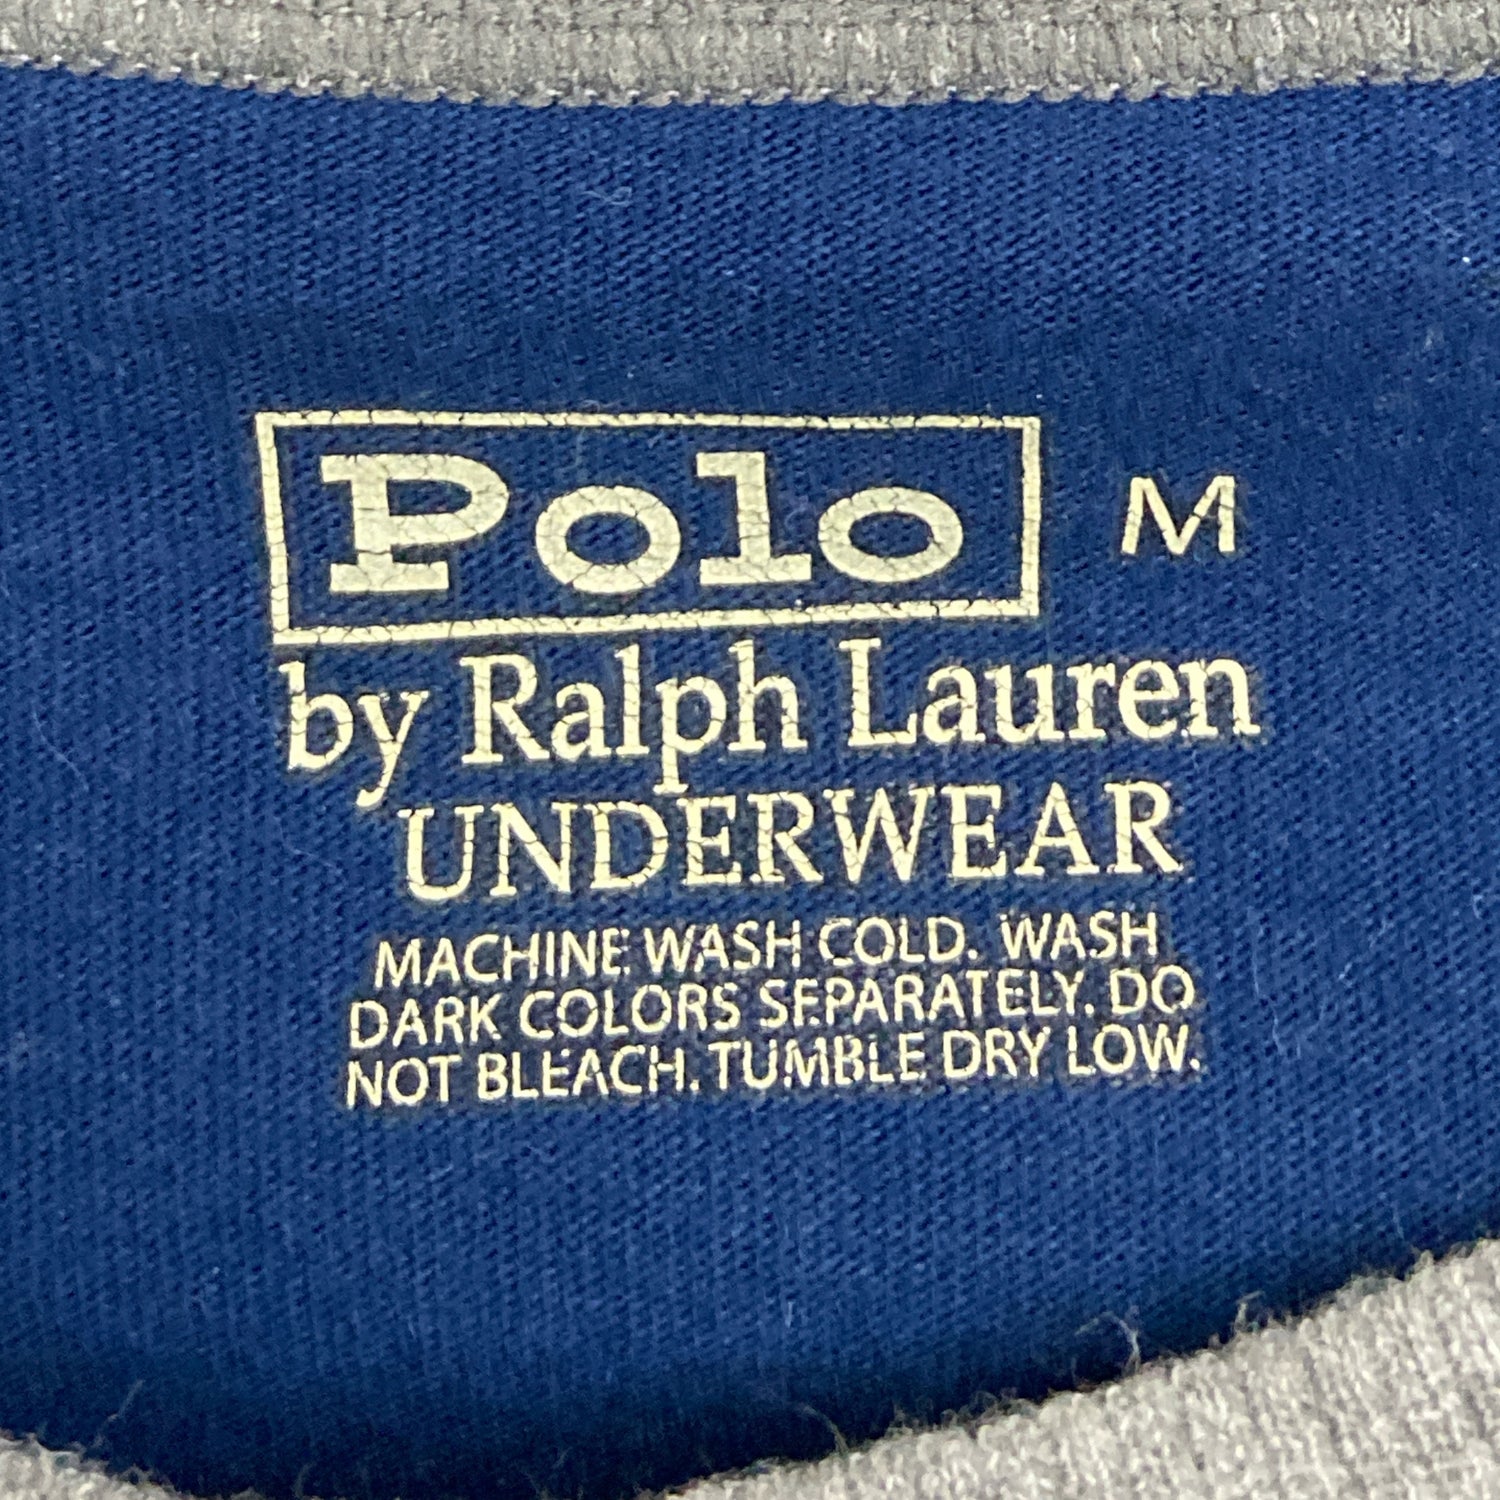 Polo M
by Ralph Lauren
UNDERWEAR
MACHINE WASH COLD. WASH
DARK COLORS SEPARATELY. DO
NOT BLEACH. TUMBLE DRY LOW.